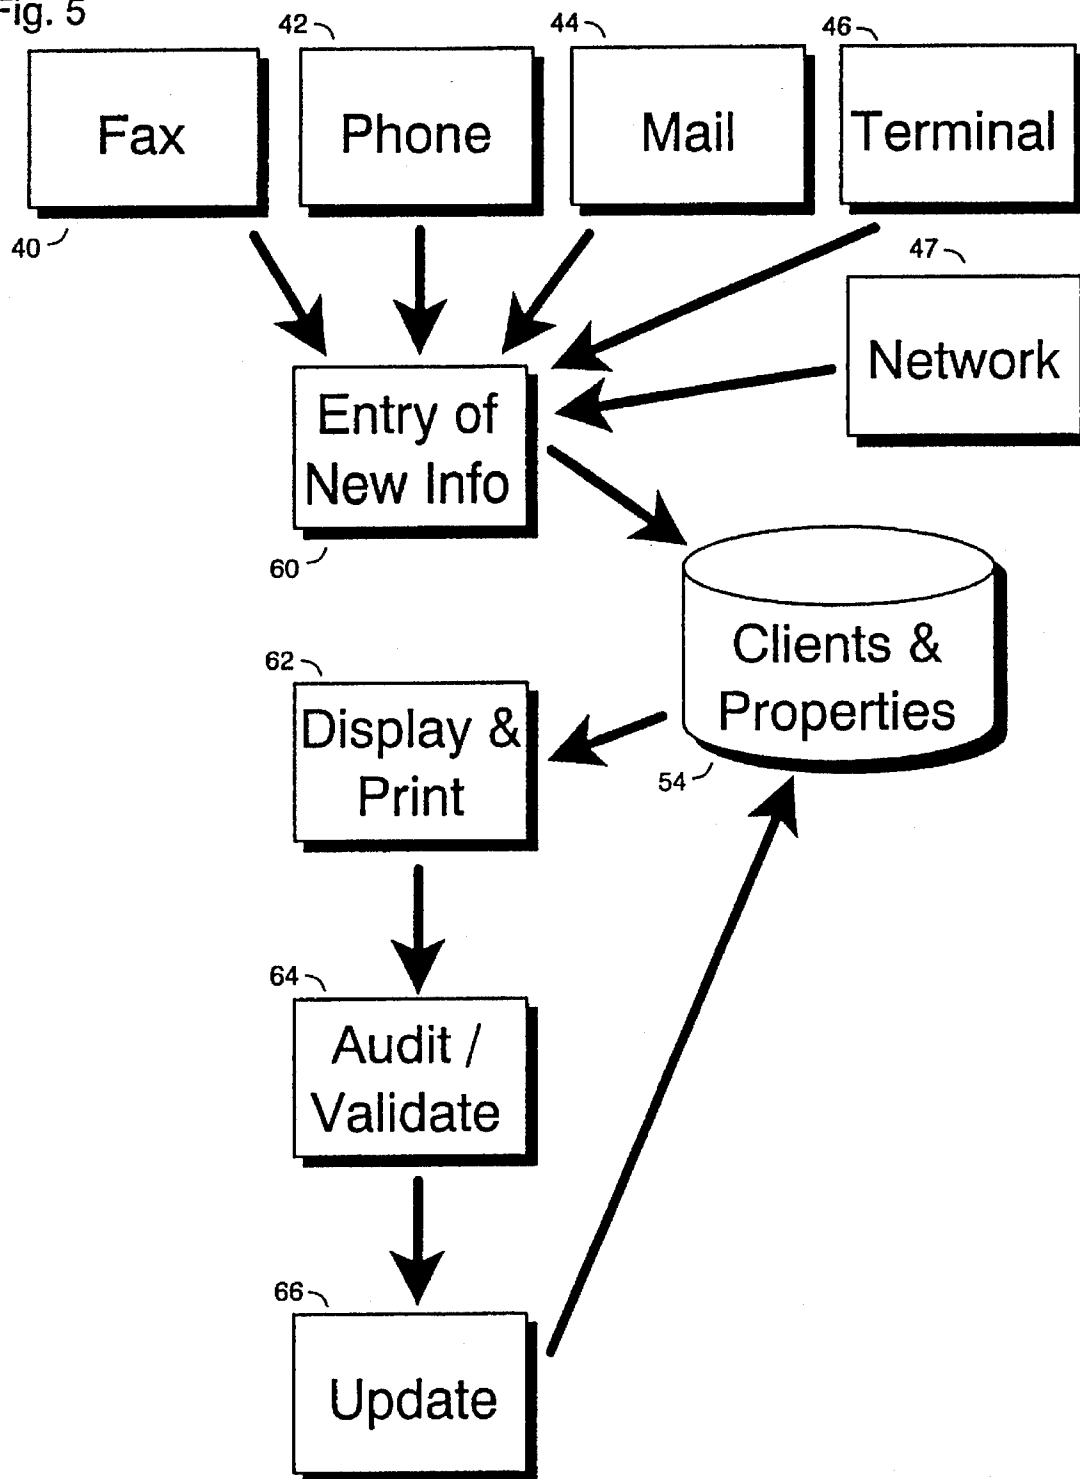 Fig. 5
42
44
46
Fax
Phone
Mail
Terminal
40
47
Network
Entry of
New Info
60
Clients &
Properties
54
62
Display &
Print
64
Audit /
Validate
66
Update